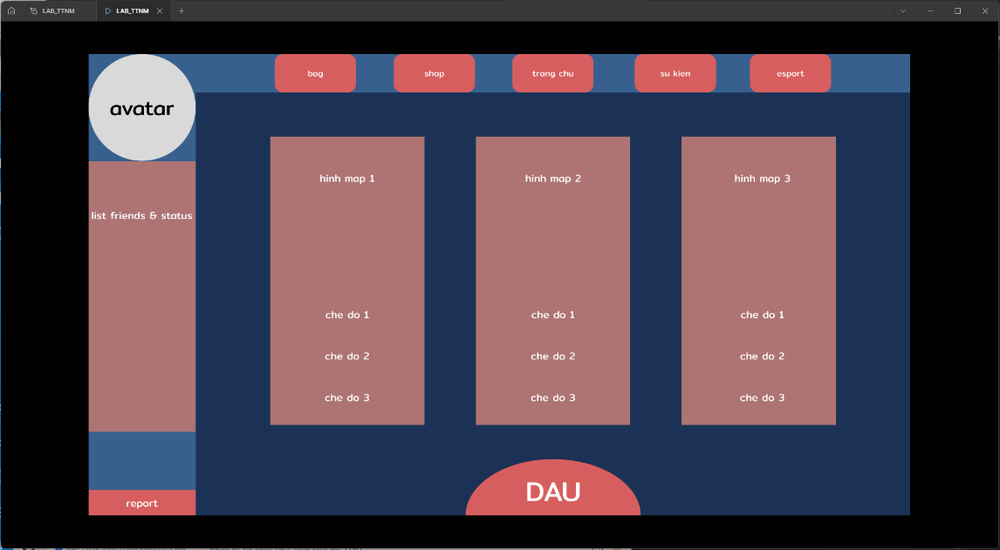 LAB_TTNM
LAB_TTNM
bag
shop
trang chu
su kien
esport
avatar
list friends & status
report
hinh map 1
che do 1
che do 2
che do 3
hinh map 2
che do 1
che do 2
che do 3
hinh map 3
che do 1
che do 2
che do 3
DAU